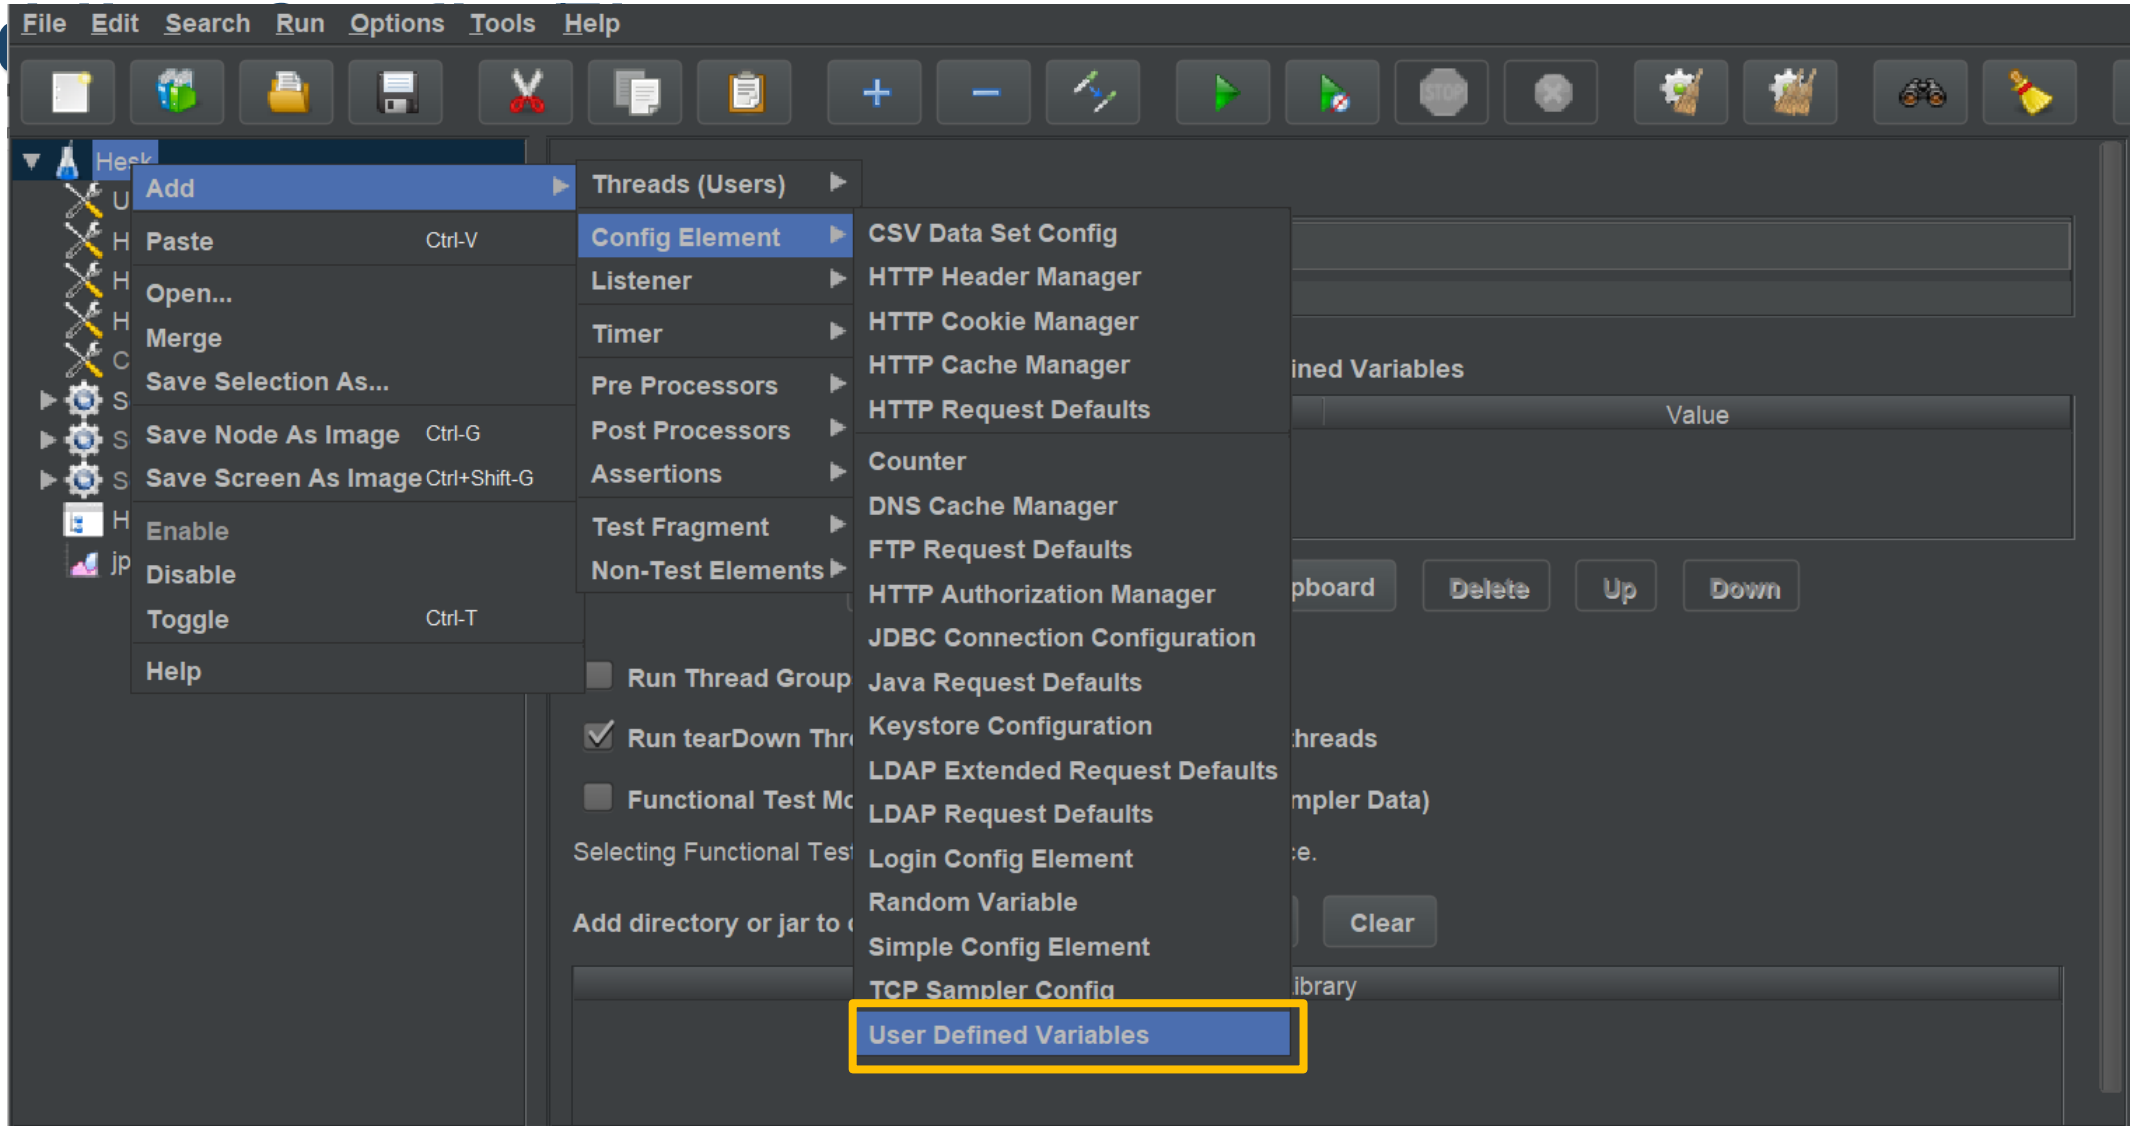 File Edit Search Run Options Tools Help
STOP
Hesk
U
H
H
H
C
S
S
S
H
jp
Add
Paste Ctrl-V
Open...
Merge
Save Selection As...
Save Node As Image Ctrl-G
Save Screen As Image Ctrl+Shift-G
Enable
Disable
Toggle Ctrl-T
Help
Threads (Users)
Config Element
Listener
Timer
Pre Processors
Post Processors
Assertions
Test Fragment
Non-Test Elements
CSV Data Set Config
HTTP Header Manager
HTTP Cookie Manager
HTTP Cache Manager
HTTP Request Defaults
Counter
DNS Cache Manager
FTP Request Defaults
HTTP Authorization Manager
JDBC Connection Configuration
Java Request Defaults
Keystore Configuration
LDAP Extended Request Defaults
LDAP Request Defaults
Login Config Element
Random Variable
Simple Config Element
TCP Sampler Config
User Defined Variables
ined Variables
Value
pboard Delete Up Down
Run Thread Group
Run tearDown Thr threads
Functional Test Mo mpler Data)
Selecting Functional Test ce.
Add directory or jar to Clear
ibrary